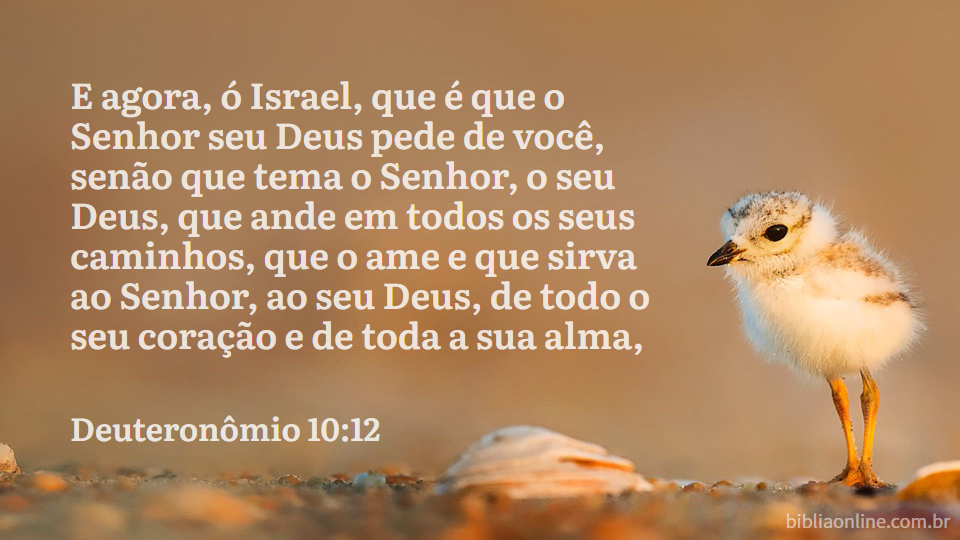 E agora, ó Israel, que é que o
Senhor seu Deus pede de você,
senão que tema o Senhor, o seu
Deus, que ande em todos os seus
caminhos, que o ame e que sirva
ao Senhor, ao seu Deus, de todo o
seu coração e de toda a sua alma,
Deuteronômio 10:12
bibliaonline.com.br